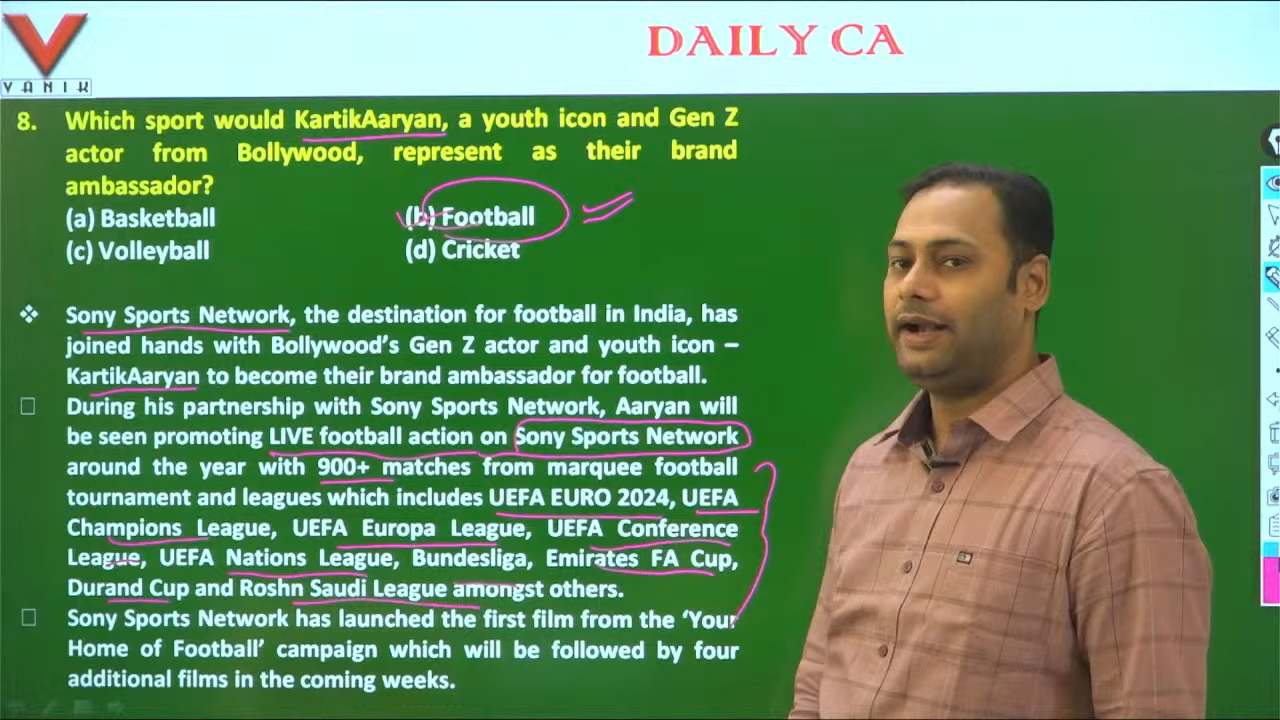 VANIK
DAILY CA
8. Which sport would KartikAaryan, a youth icon and Gen Z
actor from Bollywood, represent as their brand
ambassador?
(a) Basketball (b) Football
(c) Volleyball (d) Cricket
❖ Sony Sports Network, the destination for football in India, has
joined hands with Bollywood’s Gen Z actor and youth icon –
KartikAaryan to become their brand ambassador for football.
During his partnership with Sony Sports Network, Aaryan will
be seen promoting LIVE football action on Sony Sports Network
around the year with 900+ matches from marquee football
tournament and leagues which includes UEFA EURO 2024, UEFA
Champions League, UEFA Europa League, UEFA Conference
League, UEFA Nations League, Bundesliga, Emirates FA Cup,
Durand Cup and Roshn Saudi League amongst others.
Sony Sports Network has launched the first film from the ‘Your
Home of Football’ campaign which will be followed by four
additional films in the coming weeks.